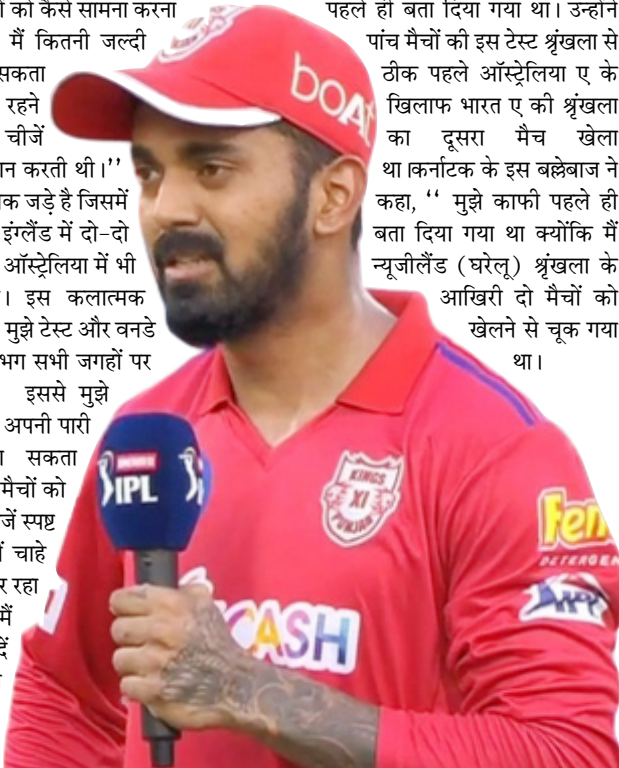 को कैसे सामना करना
मैं कितनी जल्दी
सकता
रहने
चीजें
करती थी।’’
जड़े है जिसमें
इंग्लैंड में दो-दो
ऑस्ट्रेलिया में भी
। इस कलात्मक
मुझे टेस्ट और वनडे
सभी जगहों पर
इससे मुझे
अपनी पारी
सकता
मैचों को
स्पष्ट
चाहे
रहा
मैं
पहले ही बता दिया गया था। उन्होंने
पांच मैचों की इस टेस्ट श्रृंखला से
ठीक पहले ऑस्ट्रेलिया ए के
खिलाफ भारत ए की श्रृंखला
का दूसरा मैच खेला
था।कर्नाटक के इस बल्लेबाज ने
कहा, ‘‘ मुझे काफी पहले ही
बता दिया गया था क्योंकि मैं
न्यूजीलैंड (घरेलू) श्रृंखला के
आखिरी दो मैचों को
खेलने से चूक गया
था।
boAt
IPL
KINGS
XI
PUNJAB
CASH
DETERGEN